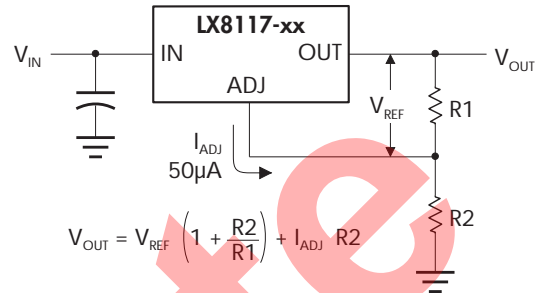 LX8117-xx
V_IN
IN
OUT
V_OUT
ADJ
V_REF
R1
I_ADJ
50µA
R2
V_OUT = V_REF (1 + R2/R1) + I_ADJ R2